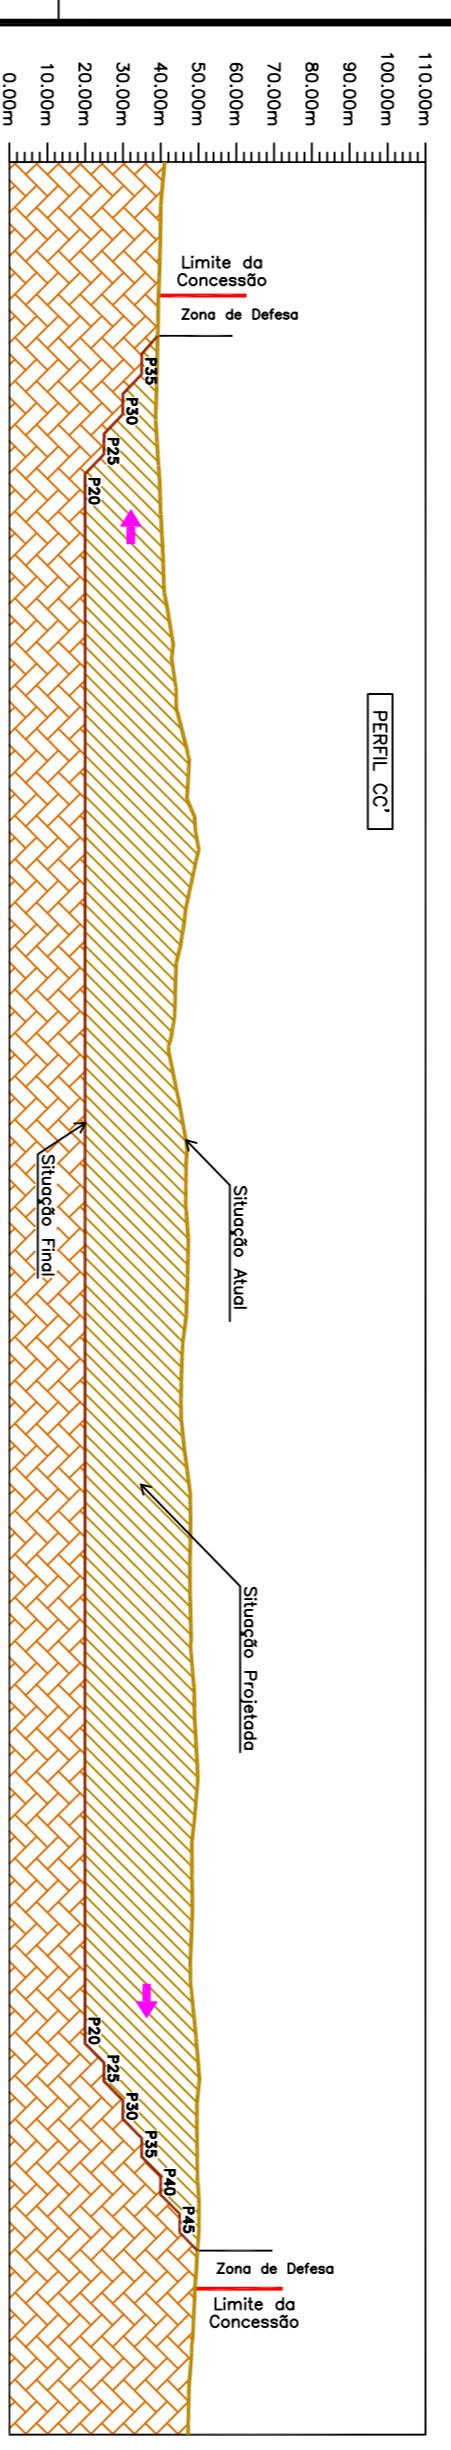 110.00m
100.00m
90.00m
80.00m
70.00m
60.00m
50.00m
40.00m
30.00m
20.00m
10.00m
0.00m
PERFIL CC'
Limite da
Concessão
Zona de Defesa
P35
P30
P25
P20
Situação Atual
Situação Final
Situação Projetada
P20
P25
P30
P35
P40
P45
Zona de Defesa
Limite da
Concessão